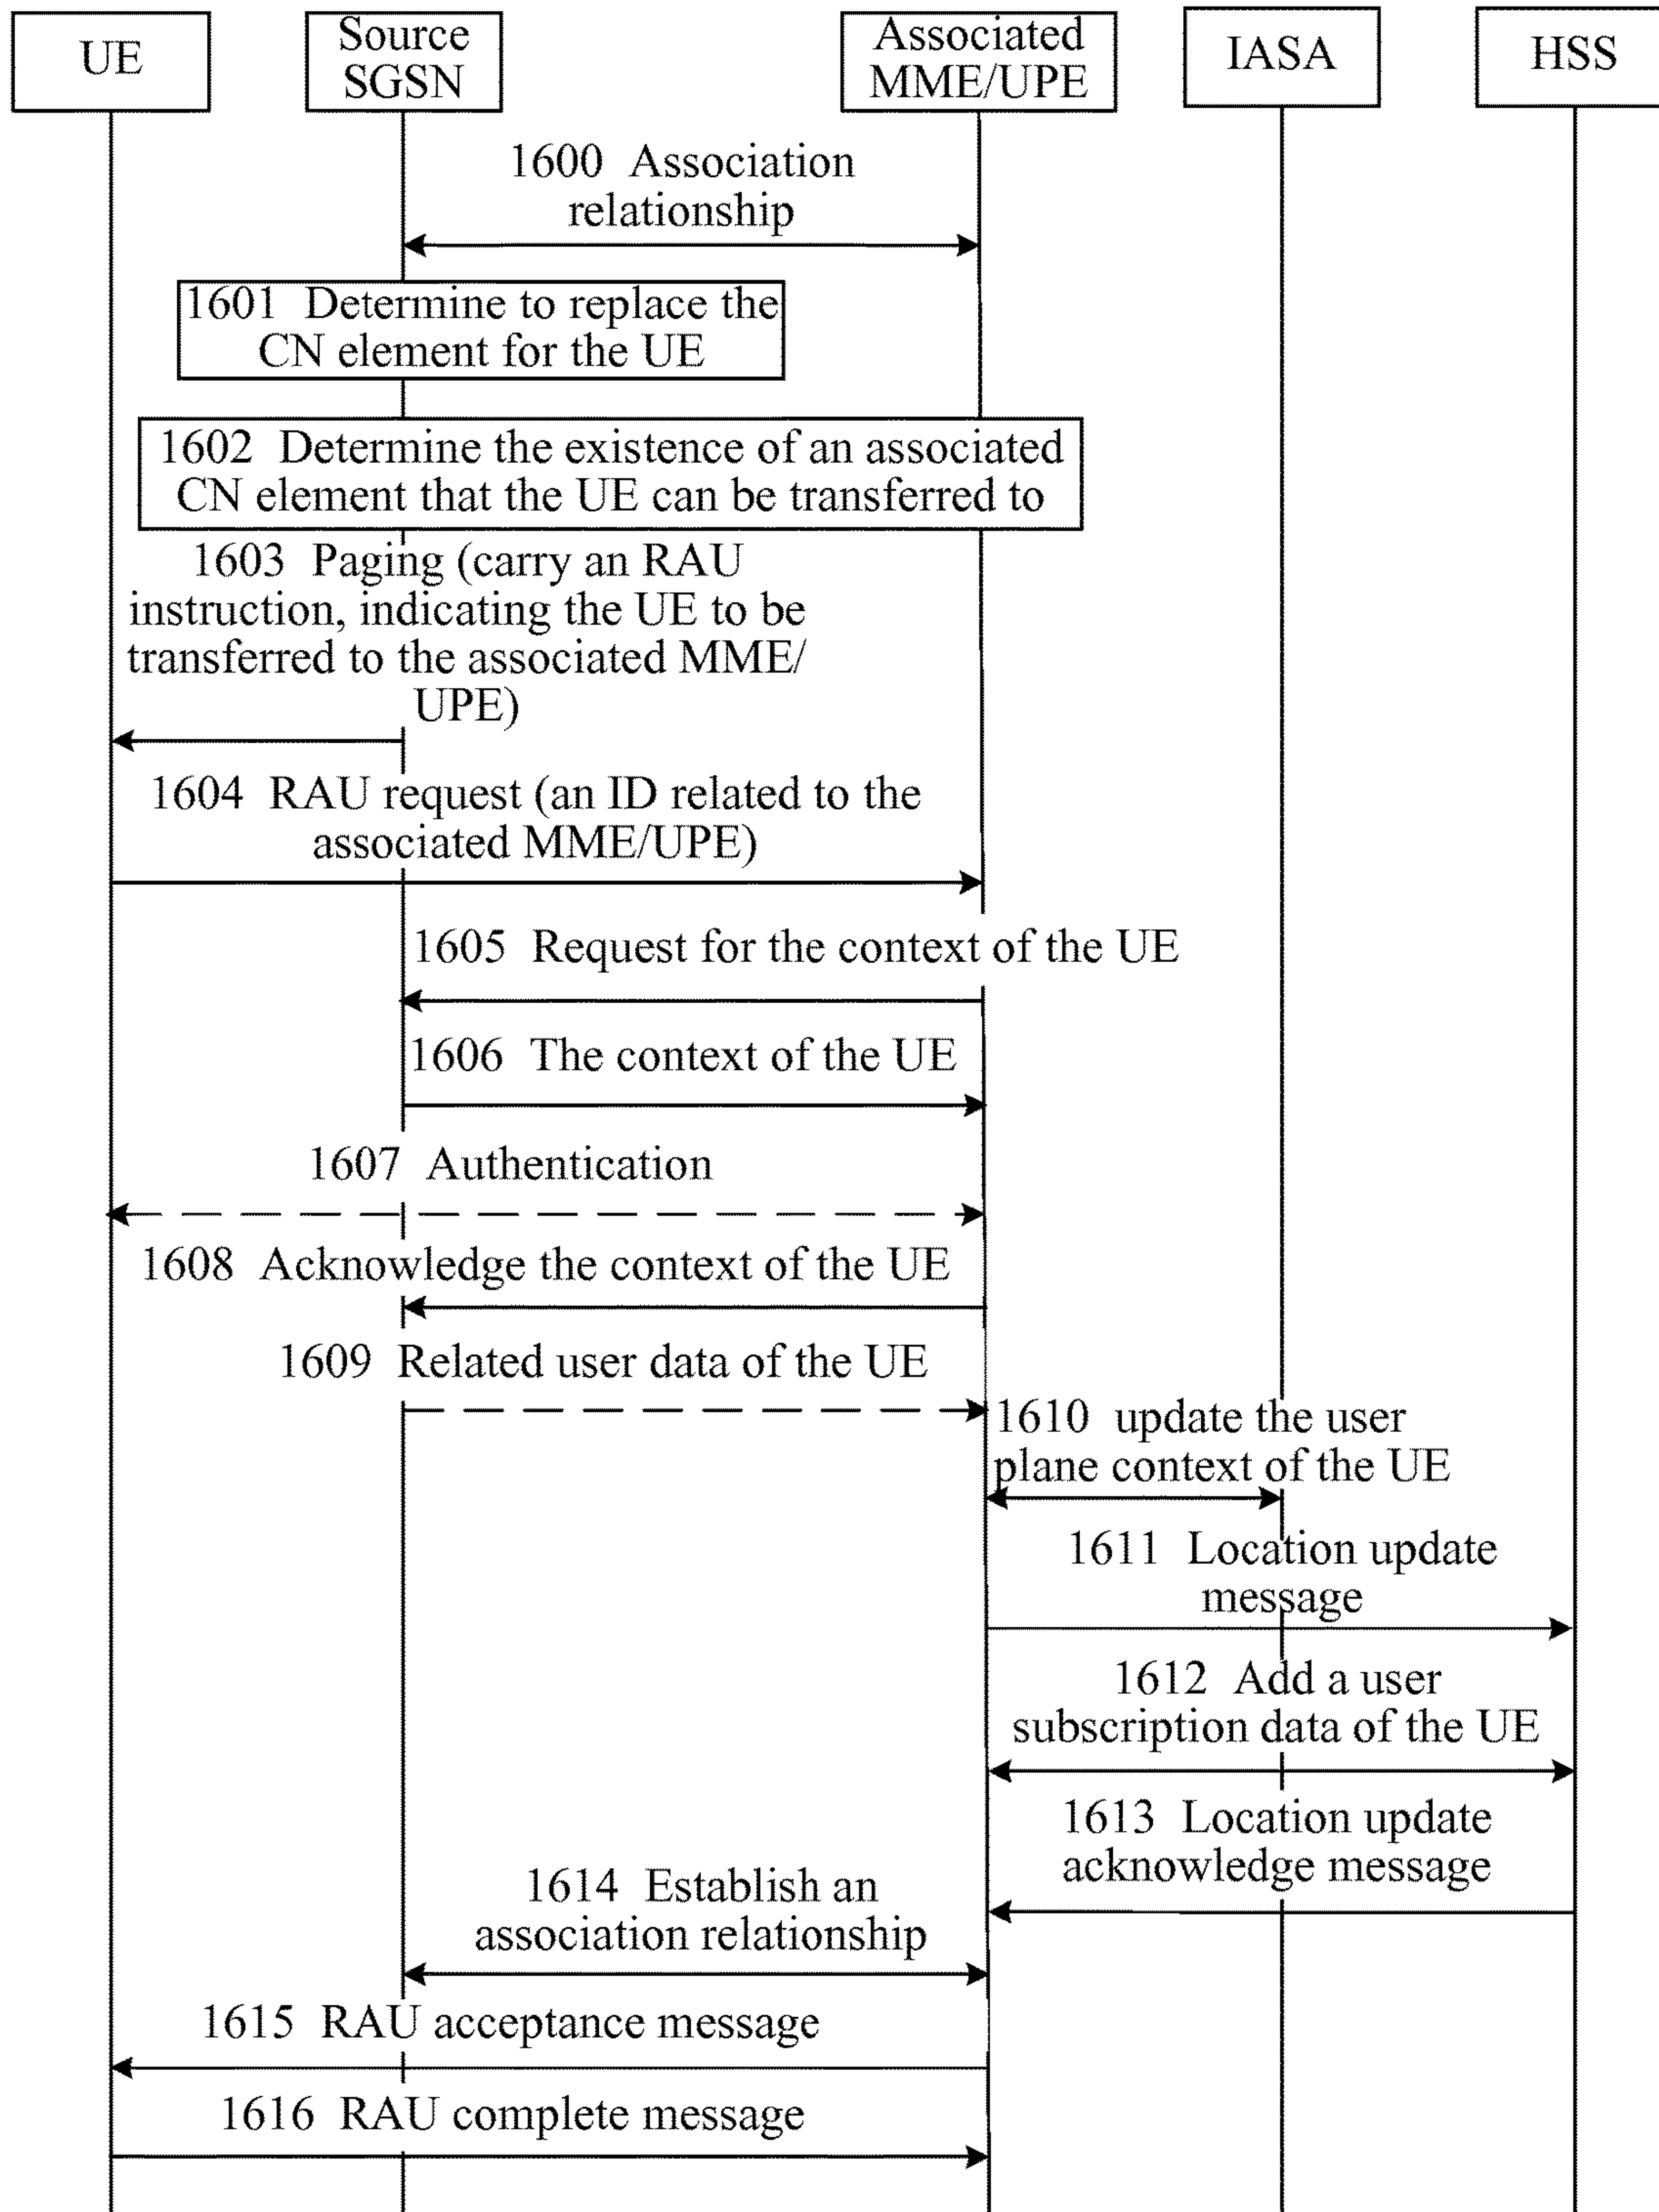 UE
Source
SGSN
Associated
MME/UPE
IASA
HSS
1600 Association
relationship
1601 Determine to replace the
CN element for the UE
1602 Determine the existence of an associated
CN element that the UE can be transferred to
1603 Paging (carry an RAU
instruction, indicating the UE to be
transferred to the associated MME/
UPE)
1604 RAU request (an ID related to the
associated MME/UPE)
1605 Request for the context of the UE
1606 The context of the UE
1607 Authentication
1608 Acknowledge the context of the UE
1609 Related user data of the UE
1610 update the user
plane context of the UE
1611 Location update
message
1612 Add a user
subscription data of the UE
1613 Location update
acknowledge message
1614 Establish an
association relationship
1615 RAU acceptance message
1616 RAU complete message